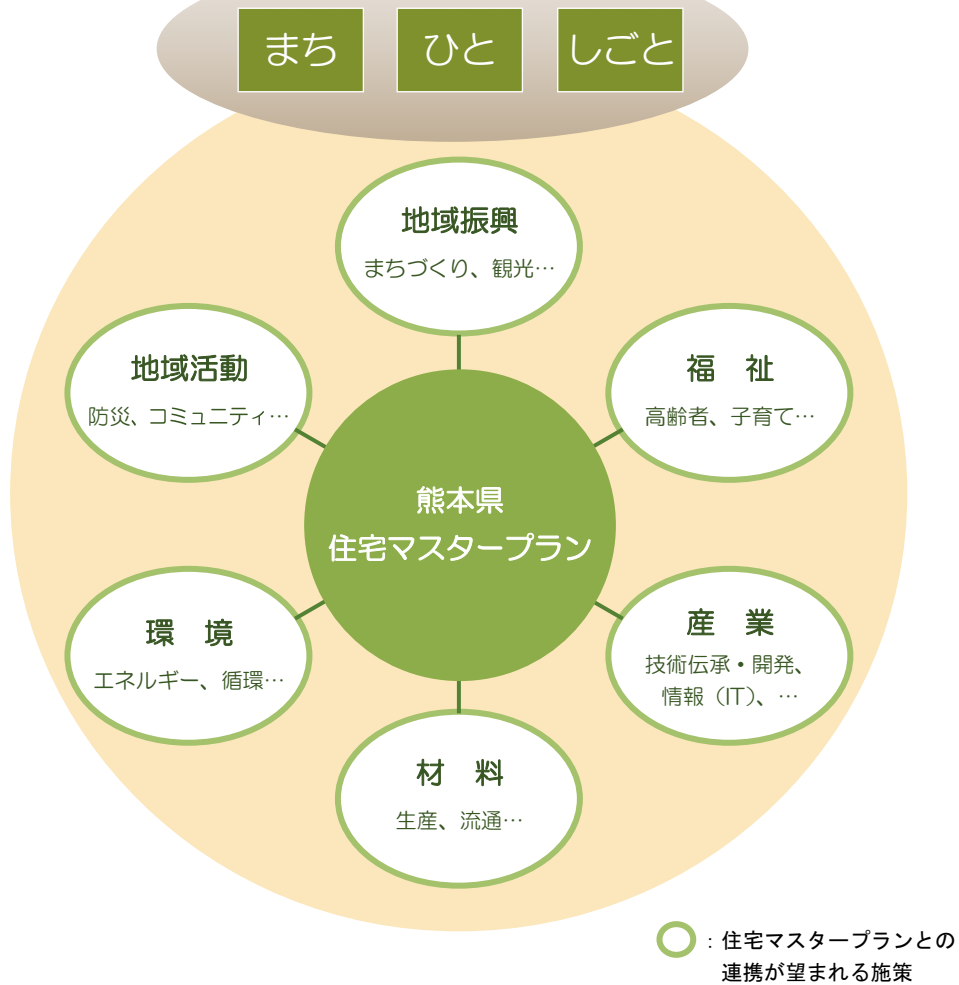 まち
ひと
しごと
地域振興
まちづくり、観光…
地域活動
防災、コミュニティ…
福　祉
高齢者、子育て…
熊本県
住宅マスタープラン
環　境
エネルギー、循環…
産　業
技術伝承・開発、
情報（IT）、…
材　料
生産、流通…
：住宅マスタープランとの
連携が望まれる施策